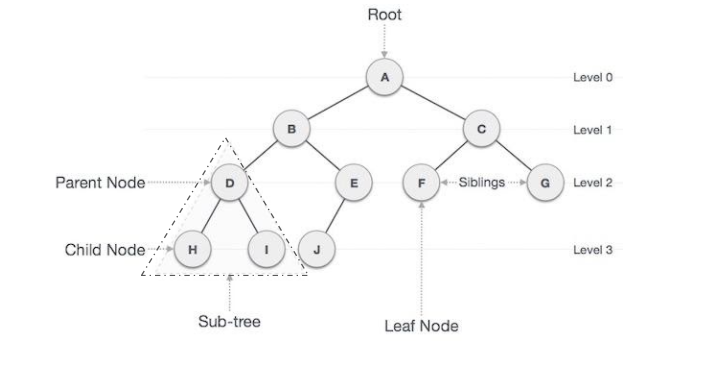 Root
A
Level 0
B
C
Level 1
Parent Node
D
E
F
Siblings
G
Level 2
Child Node
H
I
J
Level 3
Sub-tree
Leaf Node